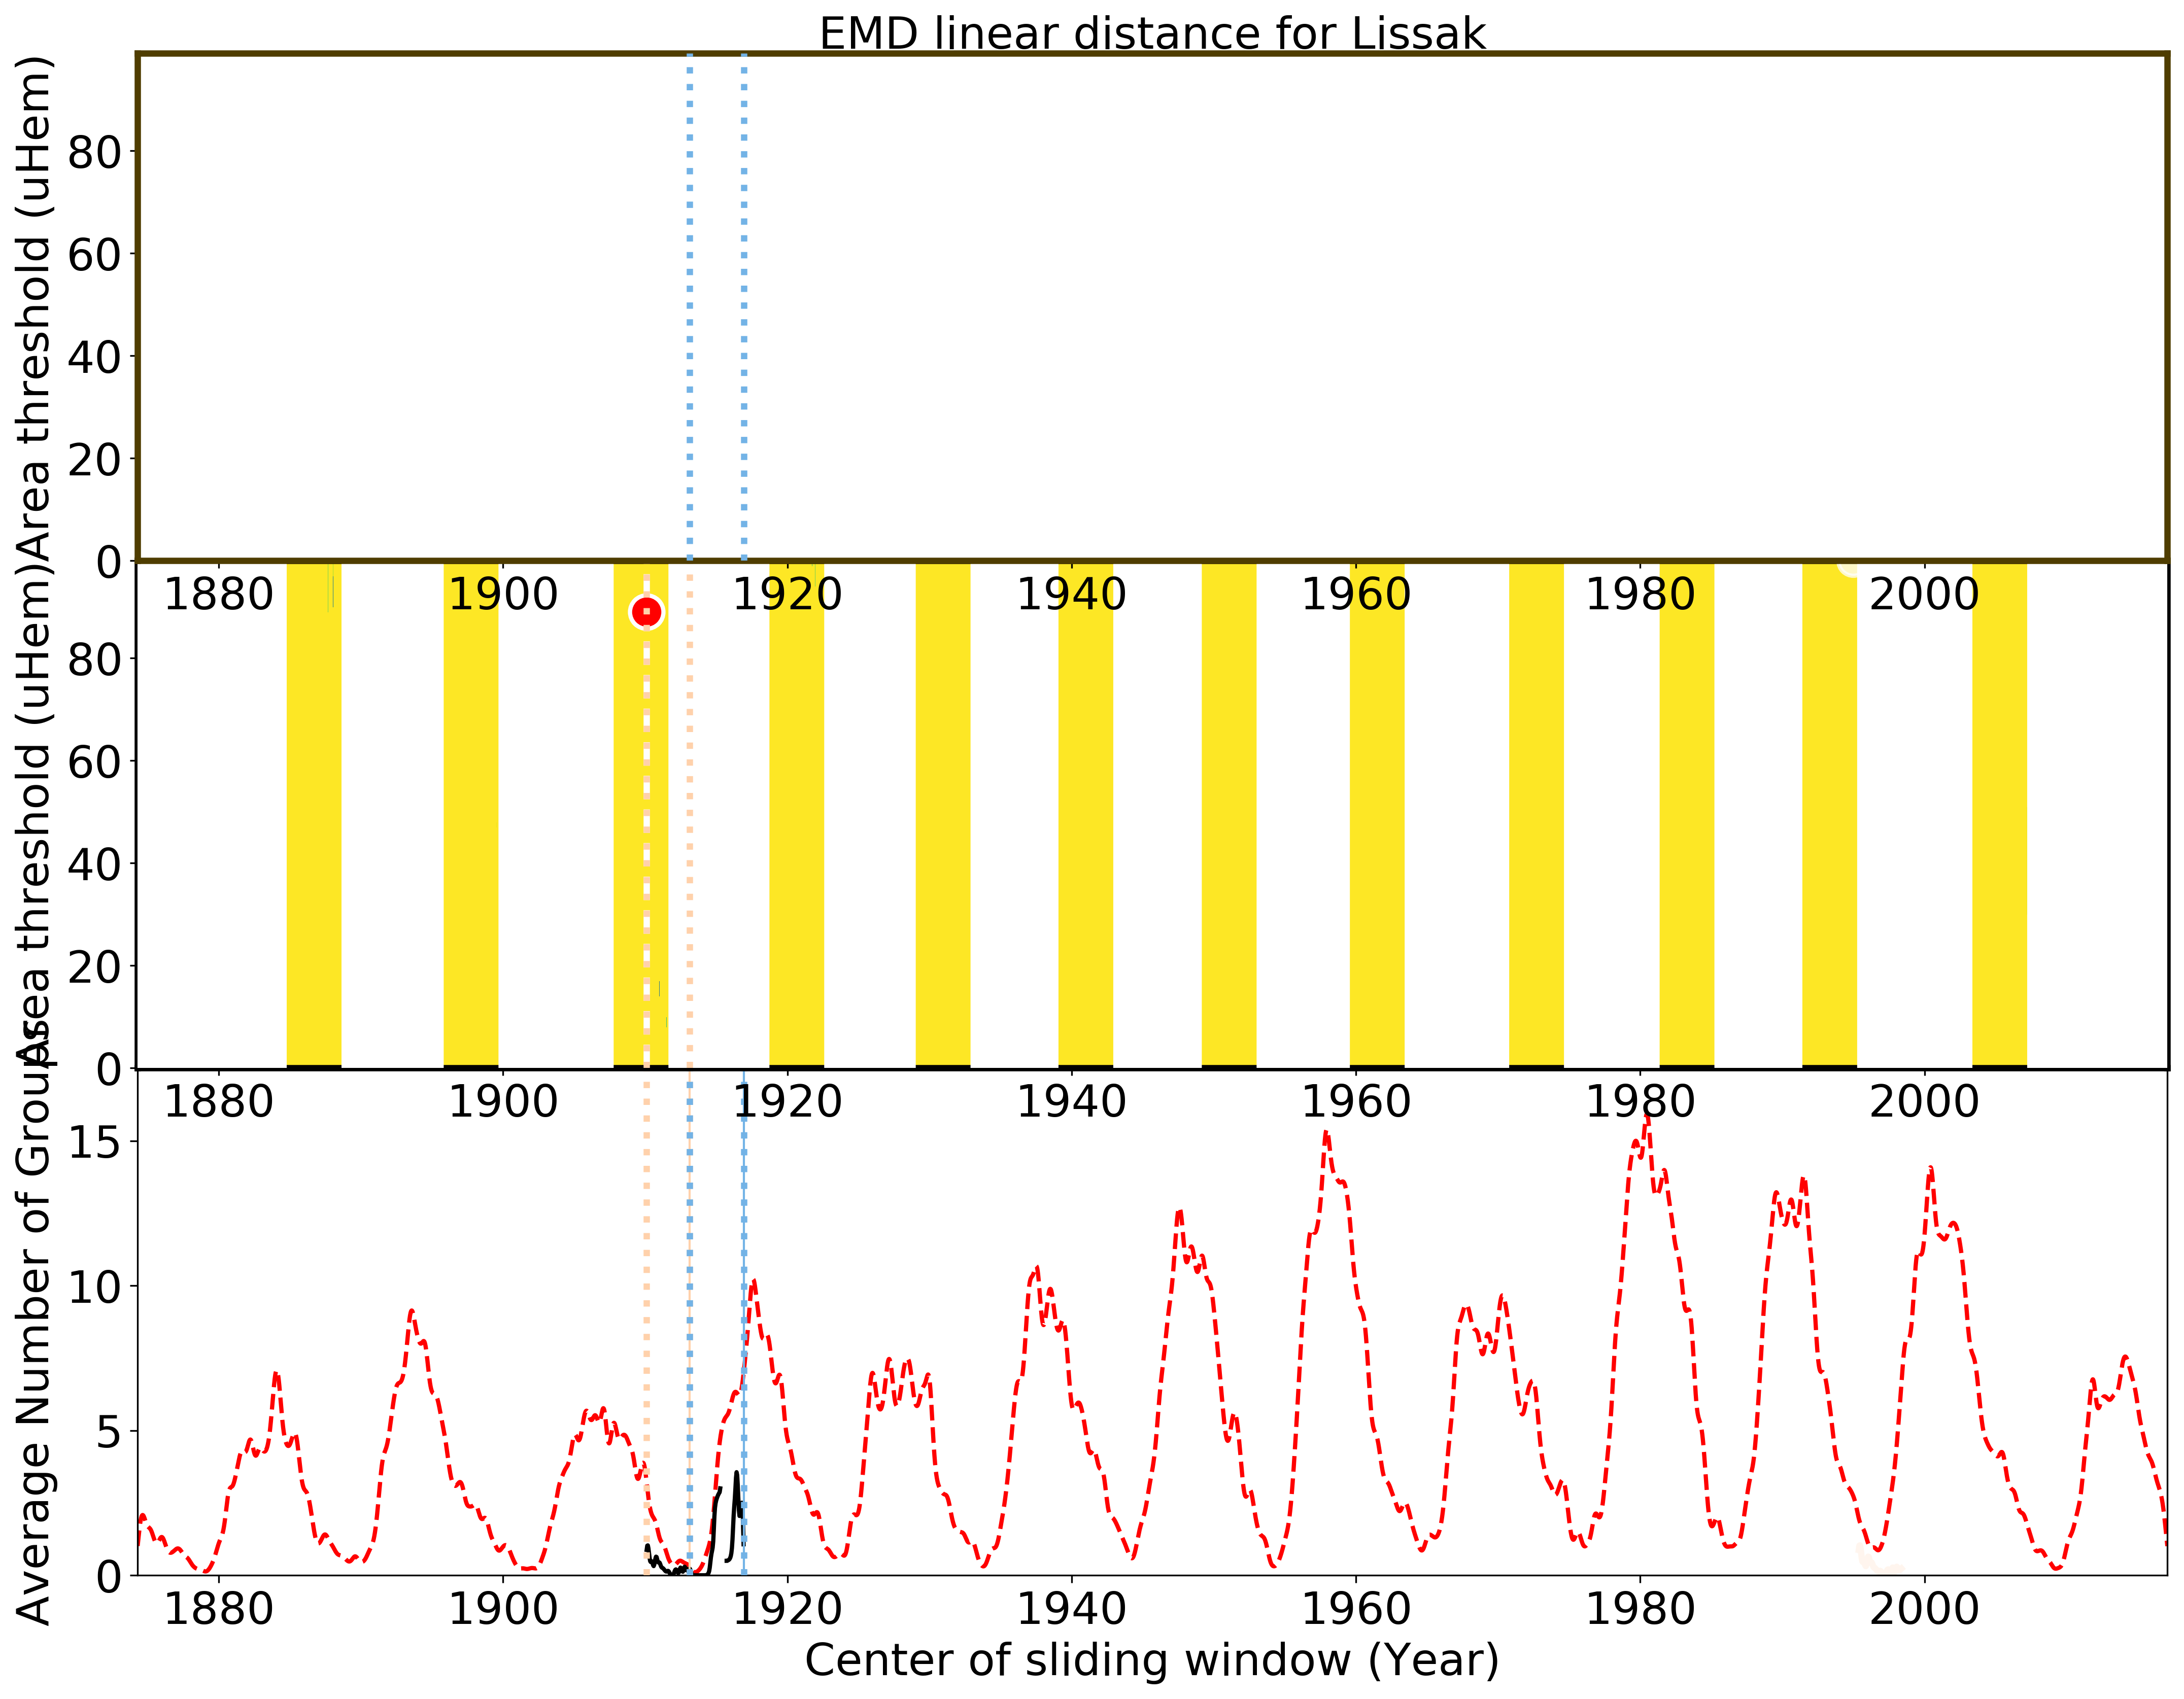 EMD linear distance for Lissak
Area threshold (uHem)
80
60
40
20
0
1880 1900 1920 1940 1960 1980 2000
Area threshold (uHem)
80
60
40
20
0
1880 1900 1920 1940 1960 1980 2000
Average Number of Groups
15
10
5
0
1880 1900 1920 1940 1960 1980 2000
Center of sliding window (Year)